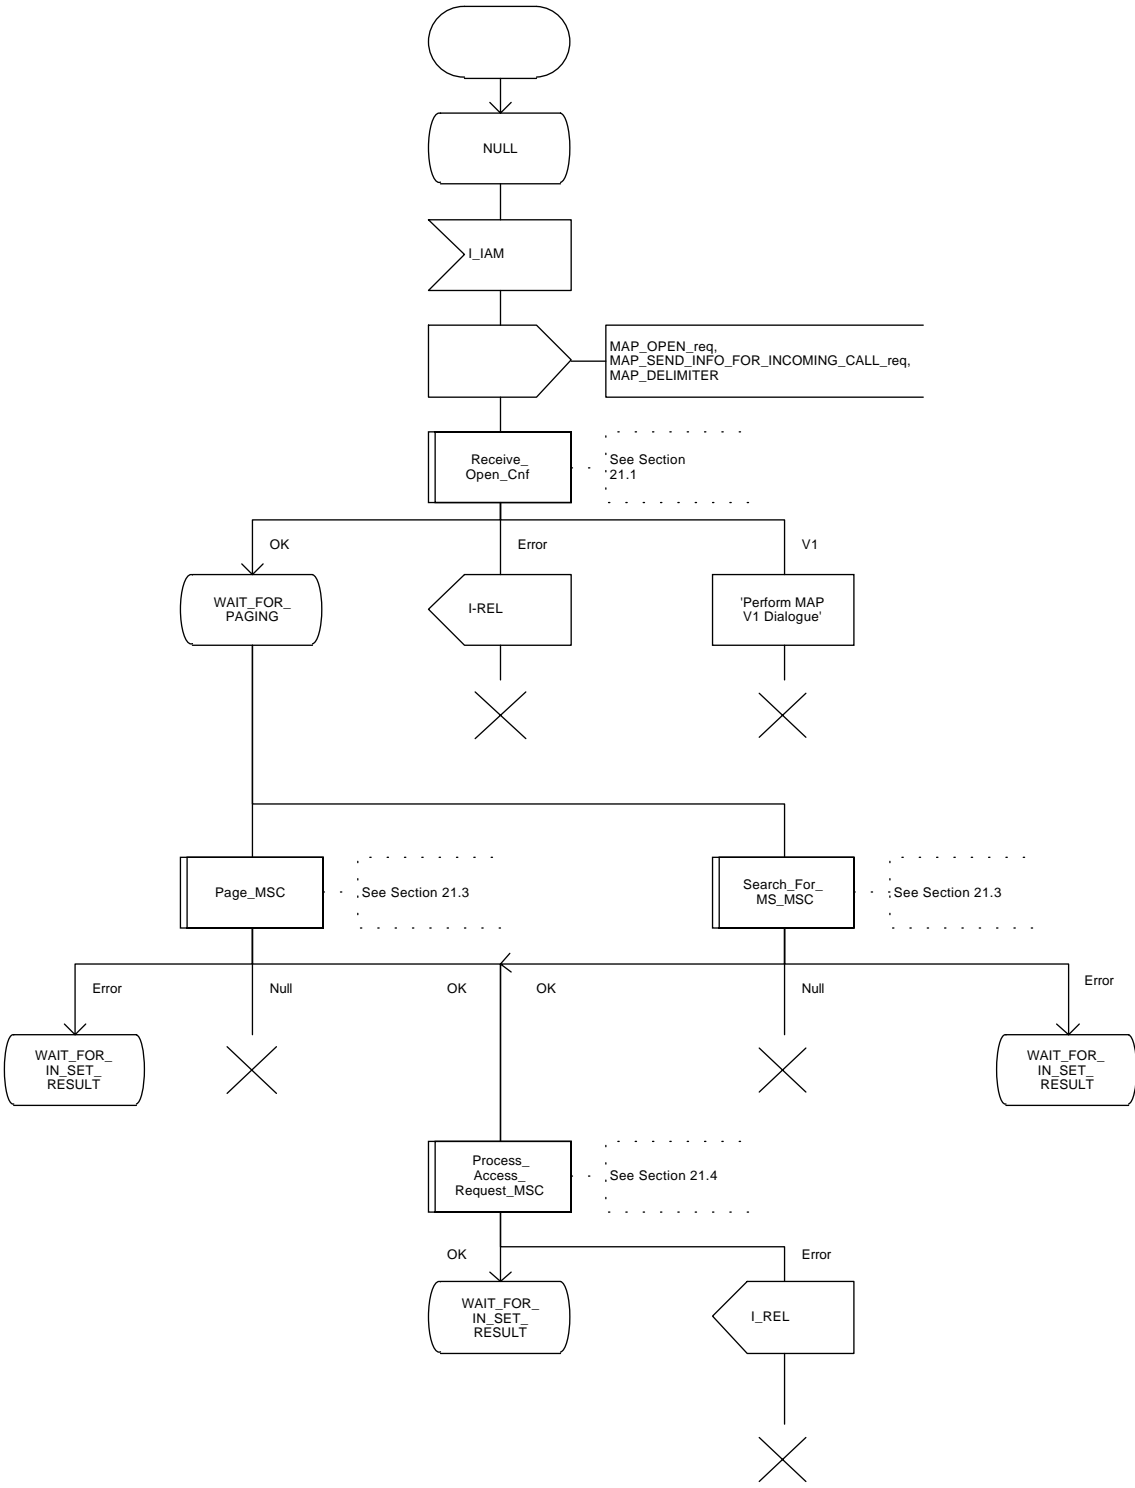 NULL
I_IAM
MAP_OPEN_req,
MAP_SEND_INFO_FOR_INCOMING_CALL_req,
MAP_DELIMITER
Receive_
Open_Cnf
See Section
21.1
OK
Error
V1
WAIT_FOR_
PAGING
I-REL
'Perform MAP
V1 Dialogue'
Page_MSC
See Section 21.3
Search_For_
MS_MSC
See Section 21.3
Error
Null
OK
OK
Null
Error
WAIT_FOR_
IN_SET_
RESULT
WAIT_FOR_
IN_SET_
RESULT
Process_
Access_
Request_MSC
See Section 21.4
OK
Error
WAIT_FOR_
IN_SET_
RESULT
I_REL